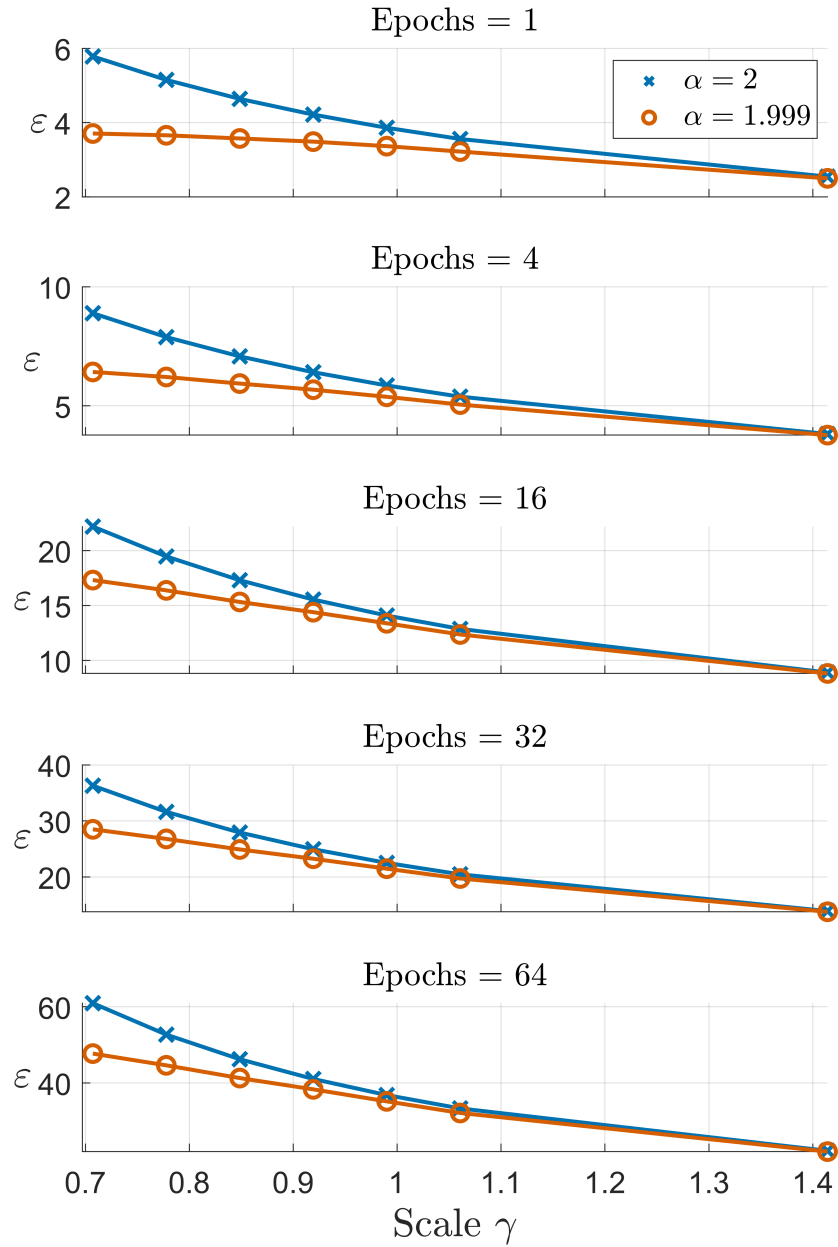 Epochs = 1
6
4
2
ε
α = 2
α = 1.999
Epochs = 4
10
5
ε
Epochs = 16
20
15
10
ε
Epochs = 32
40
30
20
ε
Epochs = 64
60
40
ε
0.7 0.8 0.9 1 1.1 1.2 1.3 1.4
Scale γ